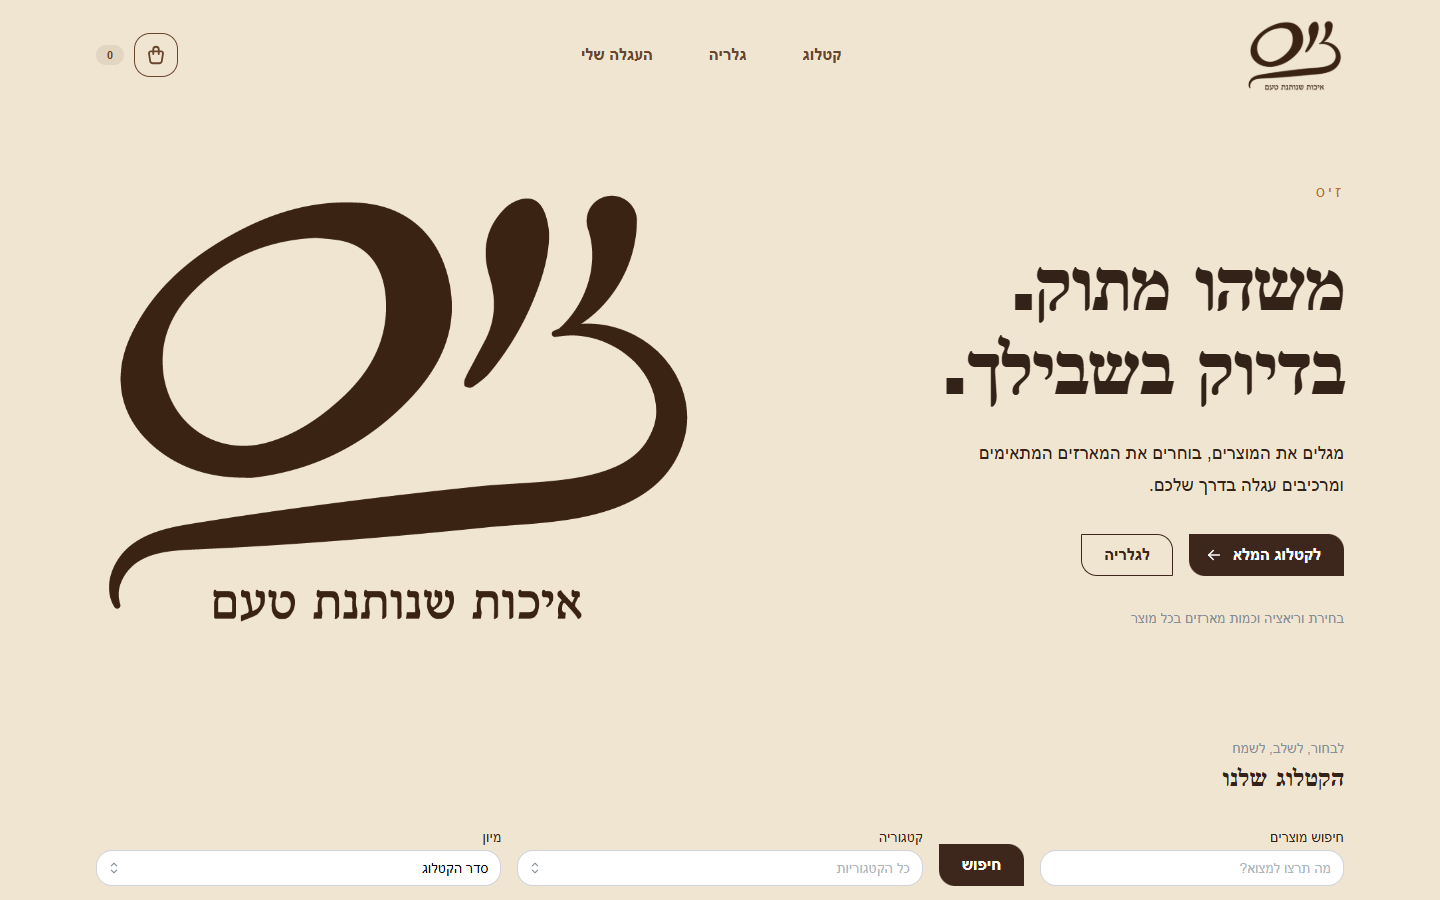 זיס
איכות שנותנת טעם
קטלוג
גלריה
העגלה שלי
0
זיס
משהו מתוק.
בדיוק בשבילך.
מגלים את המוצרים, בוחרים את המארזים המתאימים
ומרכיבים עגלה בדרך שלכם.
לקטלוג המלא
לגלריה
בחירת וריאציה וכמות מארזים בכל מוצר
זיס
איכות שנותנת טעם
לבחור, לשלב, לשמח
הקטלוג שלנו
חיפוש מוצרים
מה תרצו למצוא?
חיפוש
קטגוריה
כל הקטגוריות
מיון
סדר הקטלוג